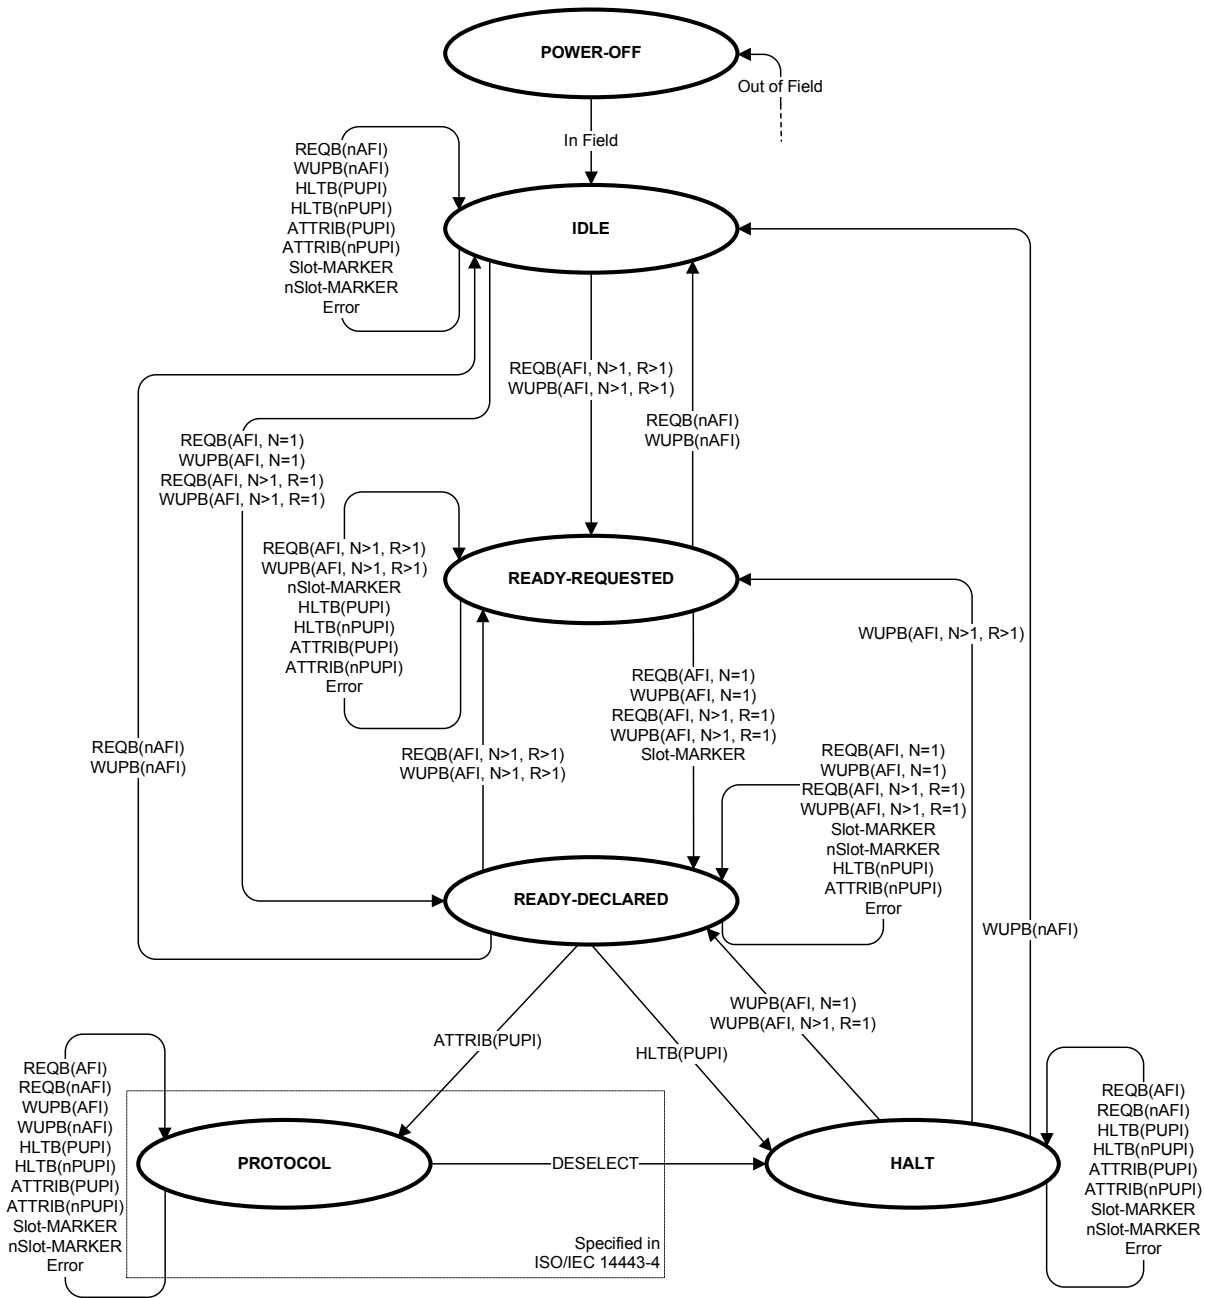 POWER-OFF
Out of Field
In Field
REQB(nAFI)
WUPB(nAFI)
HLTB(PUPI)
HLTB(nPUPI)
ATTRIB(PUPI)
ATTRIB(nPUPI)
Slot-MARKER
nSlot-MARKER
Error
IDLE
REQB(AFI, N>1, R>1)
WUPB(AFI, N>1, R>1)
REQB(nAFI)
WUPB(nAFI)
REQB(AFI, N=1)
WUPB(AFI, N=1)
REQB(AFI, N>1, R=1)
WUPB(AFI, N>1, R=1)
REQB(AFI, N>1, R>1)
WUPB(AFI, N>1, R>1)
nSlot-MARKER
HLTB(PUPI)
HLTB(nPUPI)
ATTRIB(PUPI)
ATTRIB(nPUPI)
Error
READY-REQUESTED
WUPB(AFI, N>1, R>1)
REQB(AFI, N=1)
WUPB(AFI, N=1)
REQB(AFI, N>1, R=1)
WUPB(AFI, N>1, R=1)
Slot-MARKER
REQB(nAFI)
WUPB(nAFI)
REQB(AFI, N>1, R>1)
WUPB(AFI, N>1, R>1)
REQB(AFI, N=1)
WUPB(AFI, N=1)
REQB(AFI, N>1, R=1)
WUPB(AFI, N>1, R=1)
Slot-MARKER
nSlot-MARKER
HLTB(nPUPI)
ATTRIB(nPUPI)
Error
READY-DECLARED
WUPB(nAFI)
WUPB(AFI, N=1)
WUPB(AFI, N>1, R=1)
ATTRIB(PUPI)
HLTB(PUPI)
REQB(AFI)
REQB(nAFI)
WUPB(AFI)
WUPB(nAFI)
HLTB(PUPI)
HLTB(nPUPI)
ATTRIB(PUPI)
ATTRIB(nPUPI)
Slot-MARKER
nSlot-MARKER
Error
PROTOCOL
DESELECT
HALT
REQB(AFI)
REQB(nAFI)
HLTB(PUPI)
HLTB(nPUPI)
ATTRIB(PUPI)
ATTRIB(nPUPI)
Slot-MARKER
nSlot-MARKER
Error
Specified in
ISO/IEC 14443-4